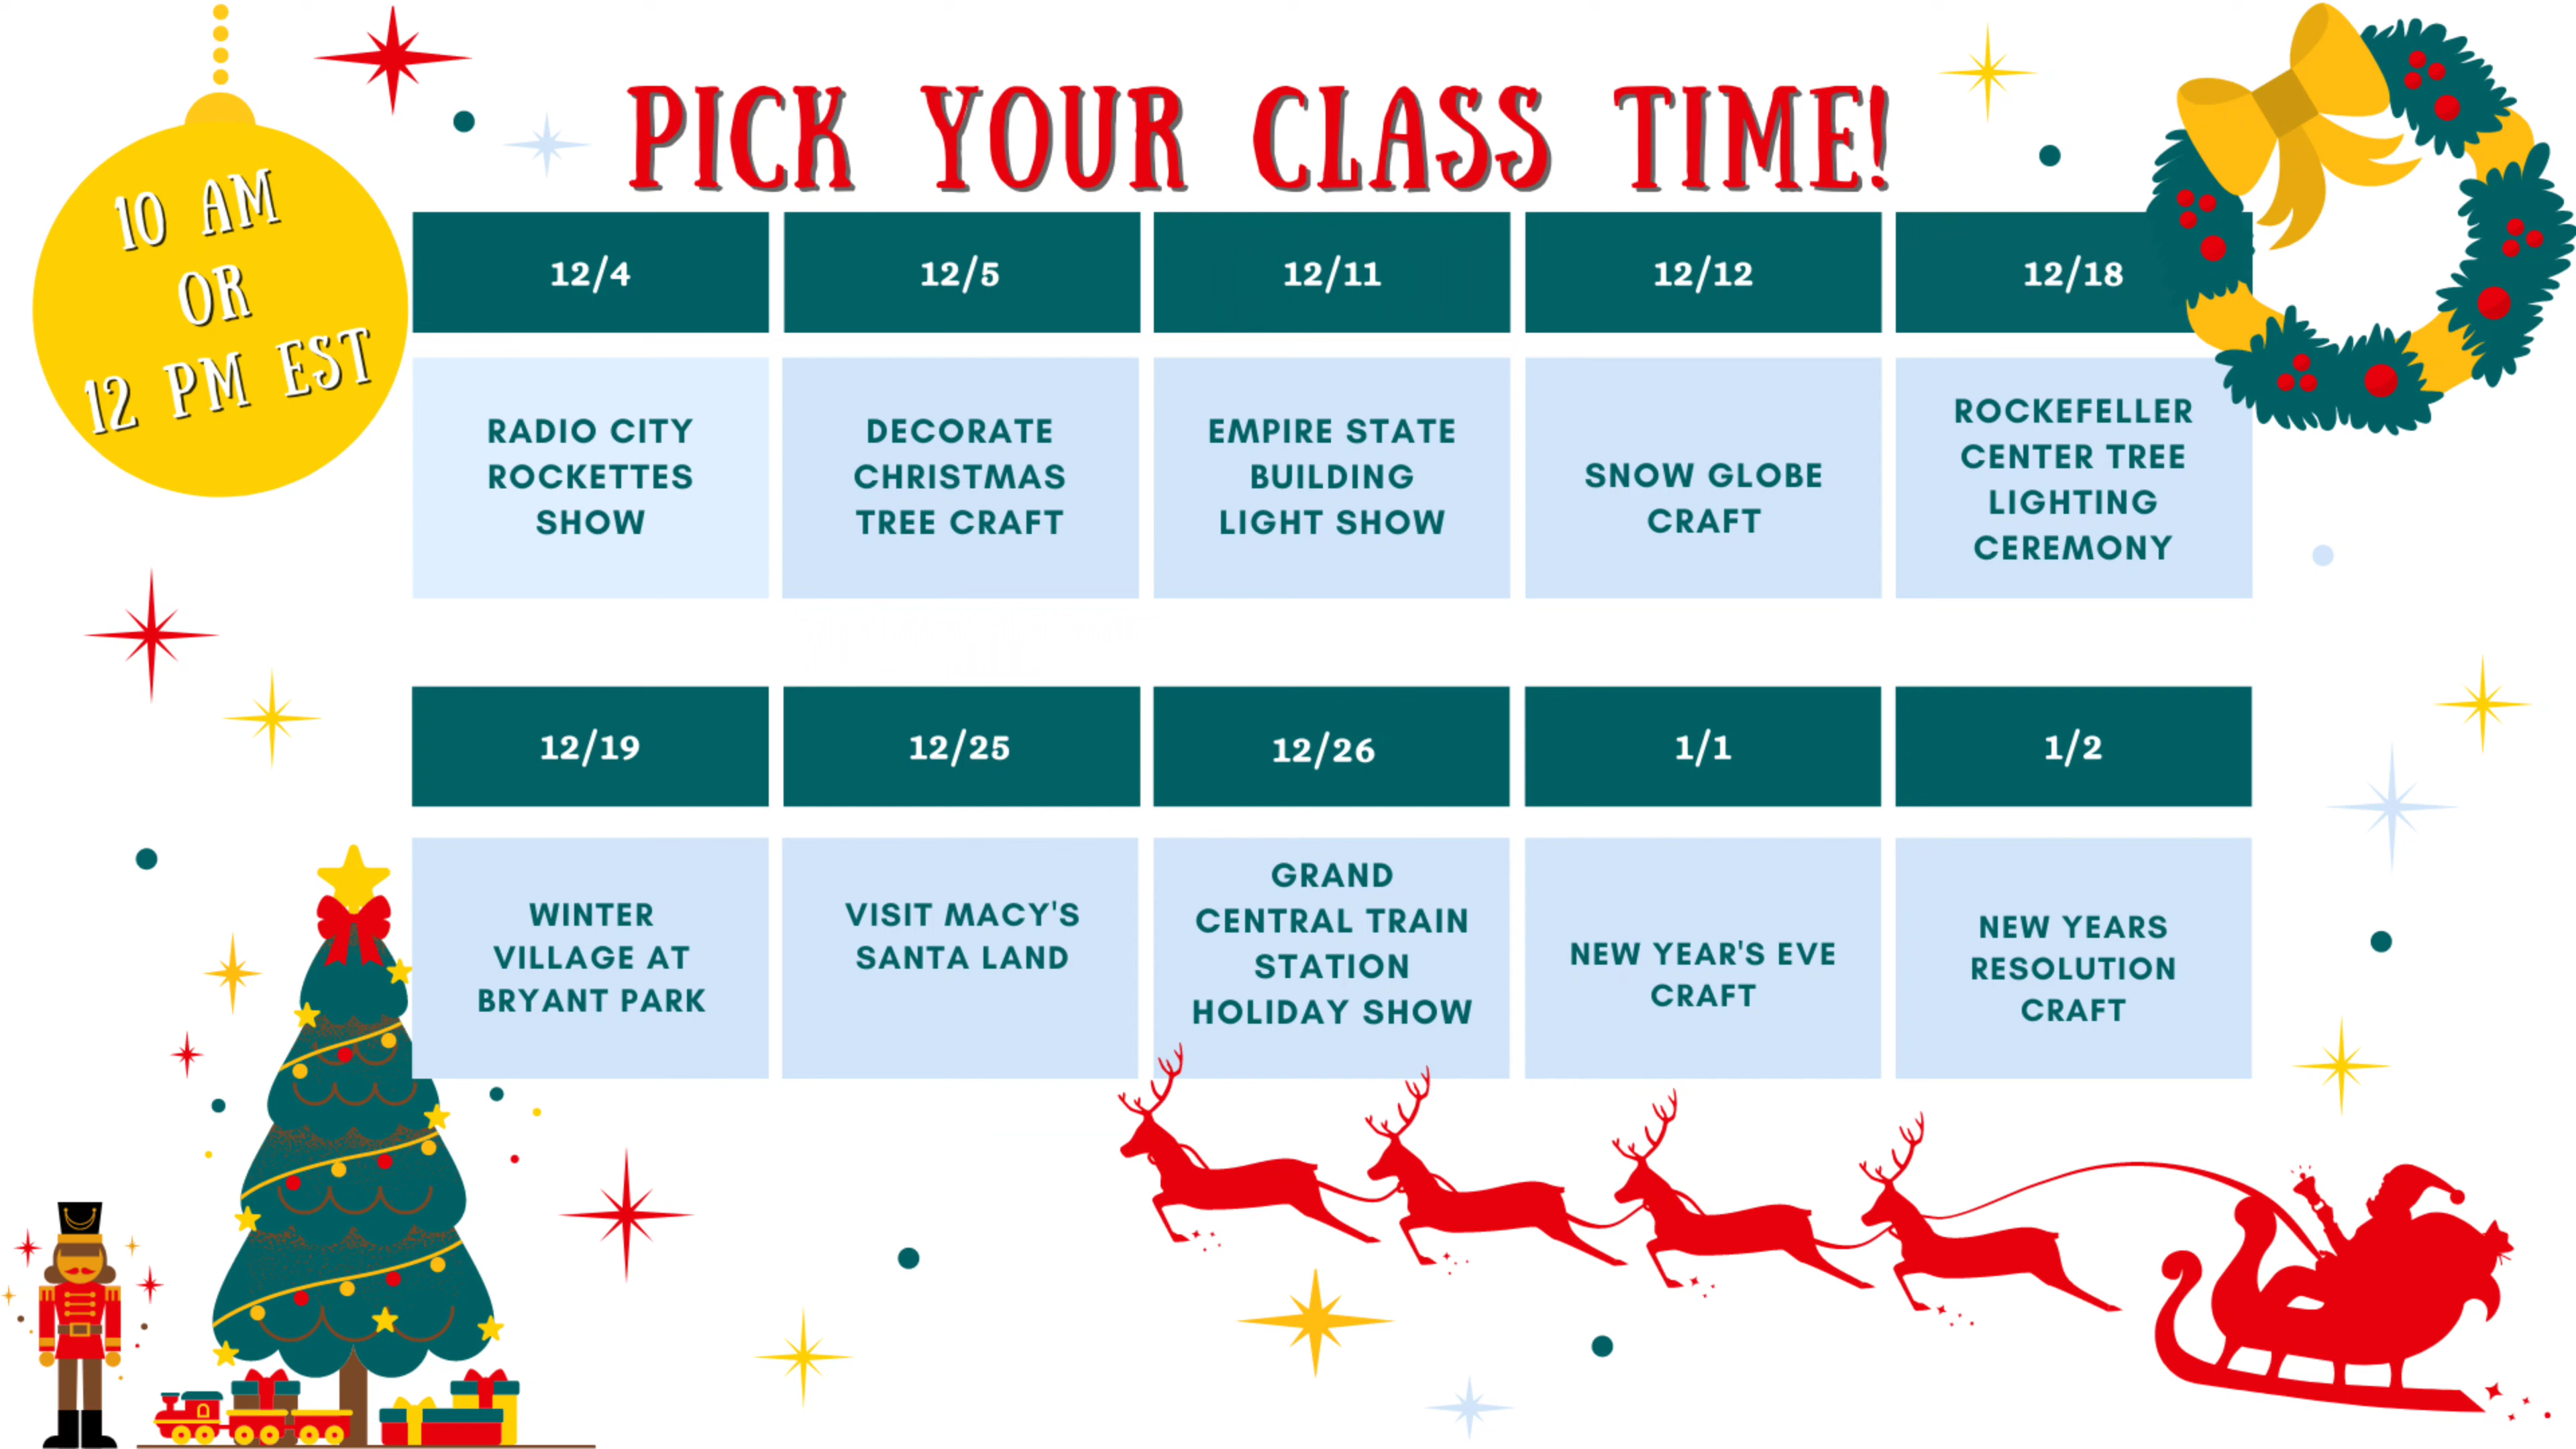 PICK YOUR CLASS TIME!
10 AM
OR
12 PM EST
12/4
12/5
12/11
12/12
12/18
RADIO CITY
ROCKETTES
SHOW
DECORATE
CHRISTMAS
TREE CRAFT
EMPIRE STATE
BUILDING
LIGHT SHOW
SNOW GLOBE
CRAFT
ROCKEFELLER
CENTER TREE
LIGHTING
CEREMONY
12/19
12/25
12/26
1/1
1/2
WINTER
VILLAGE AT
BRYANT PARK
VISIT MACY'S
SANTA LAND
GRAND
CENTRAL TRAIN
STATION
HOLIDAY SHOW
NEW YEAR'S EVE
CRAFT
NEW YEARS
RESOLUTION
CRAFT